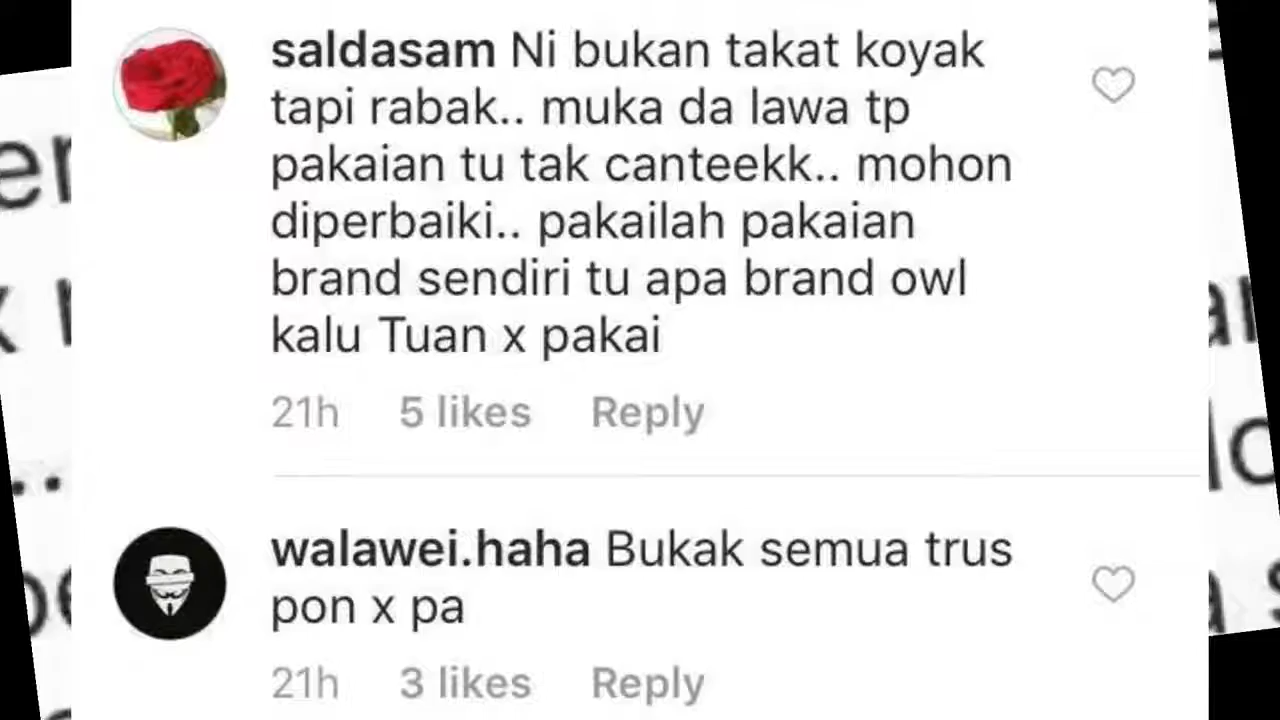 saldasam Ni bukan takat koyak
tapi rabak.. muka da lawa tp
pakaian tu tak canteekk.. mohon
diperbaiki.. pakailah pakaian
brand sendiri tu apa brand owl
kalu Tuan x pakai
21h 5 likes Reply
walawei.haha Bukak semua trus
pon x pa
21h 3 likes Reply